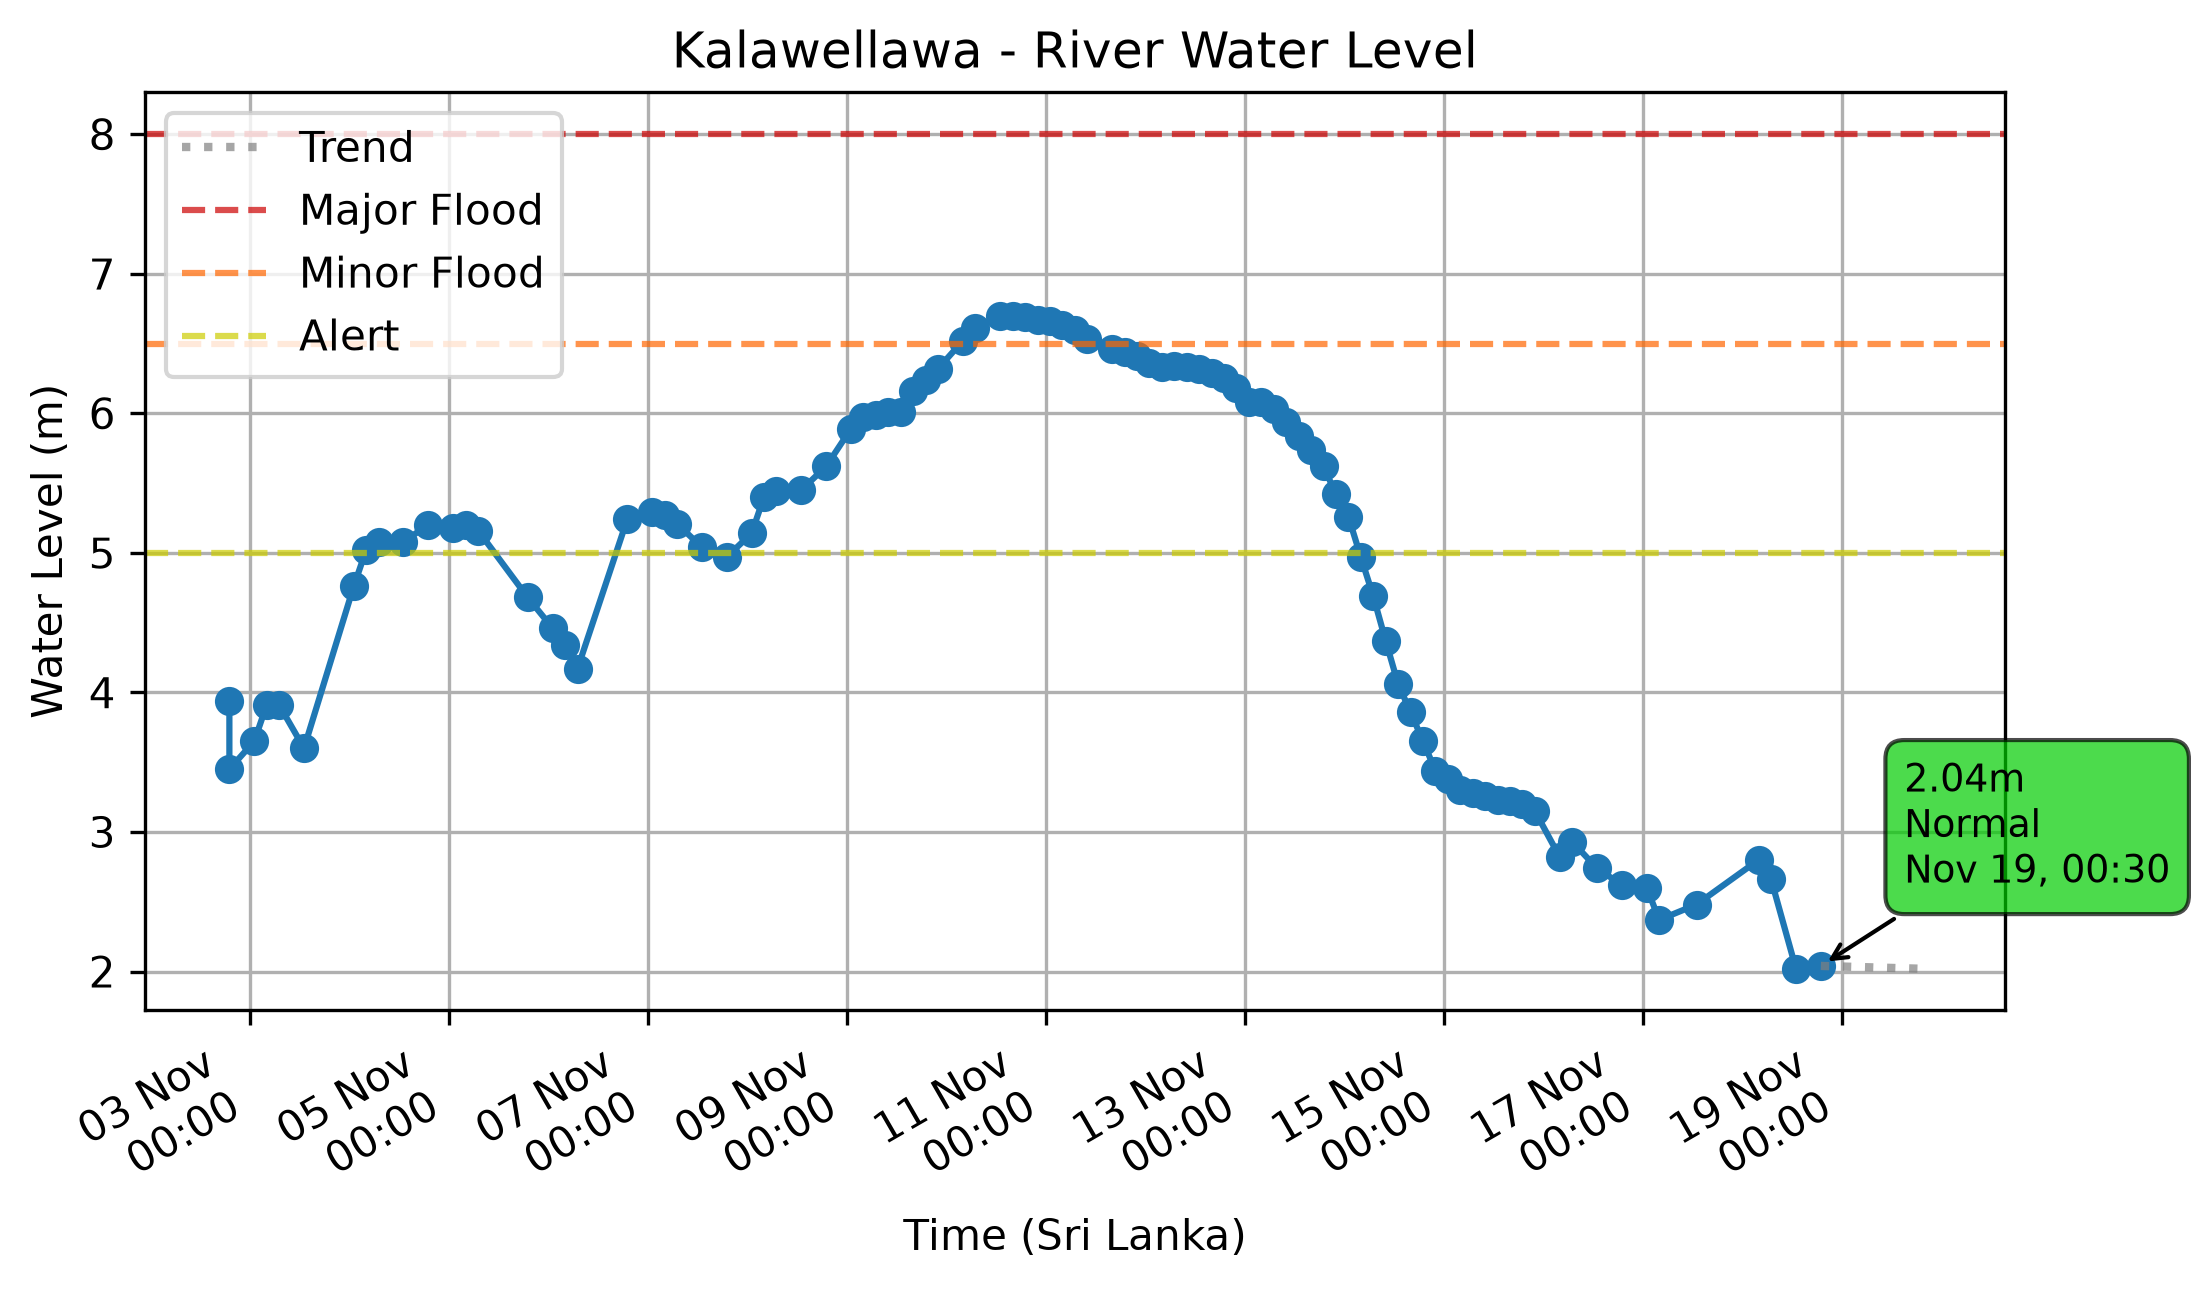 Kalawellawa - River Water Level
Trend
Major Flood
Minor Flood
Alert
8
7
6
5
4
3
2
Water Level (m)
2.04m
Normal
Nov 19, 00:30
03 Nov
00:00
05 Nov
00:00
07 Nov
00:00
09 Nov
00:00
11 Nov
00:00
13 Nov
00:00
15 Nov
00:00
17 Nov
00:00
19 Nov
00:00
Time (Sri Lanka)